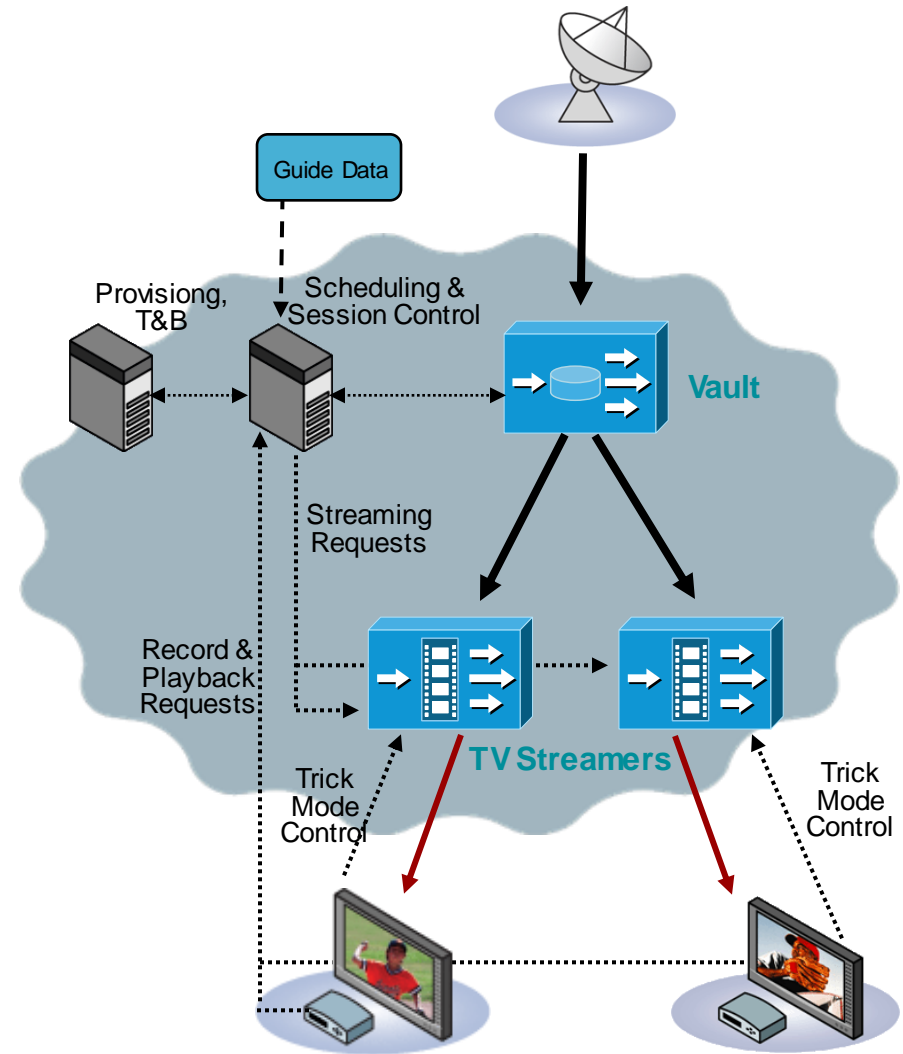 Guide Data
Provisiong,
T&B
Scheduling &
Session Control
Vault
Streaming
Requests
Record &
Playback
Requests
TV Streamers
Trick
Mode
Control
Trick
Mode
Control